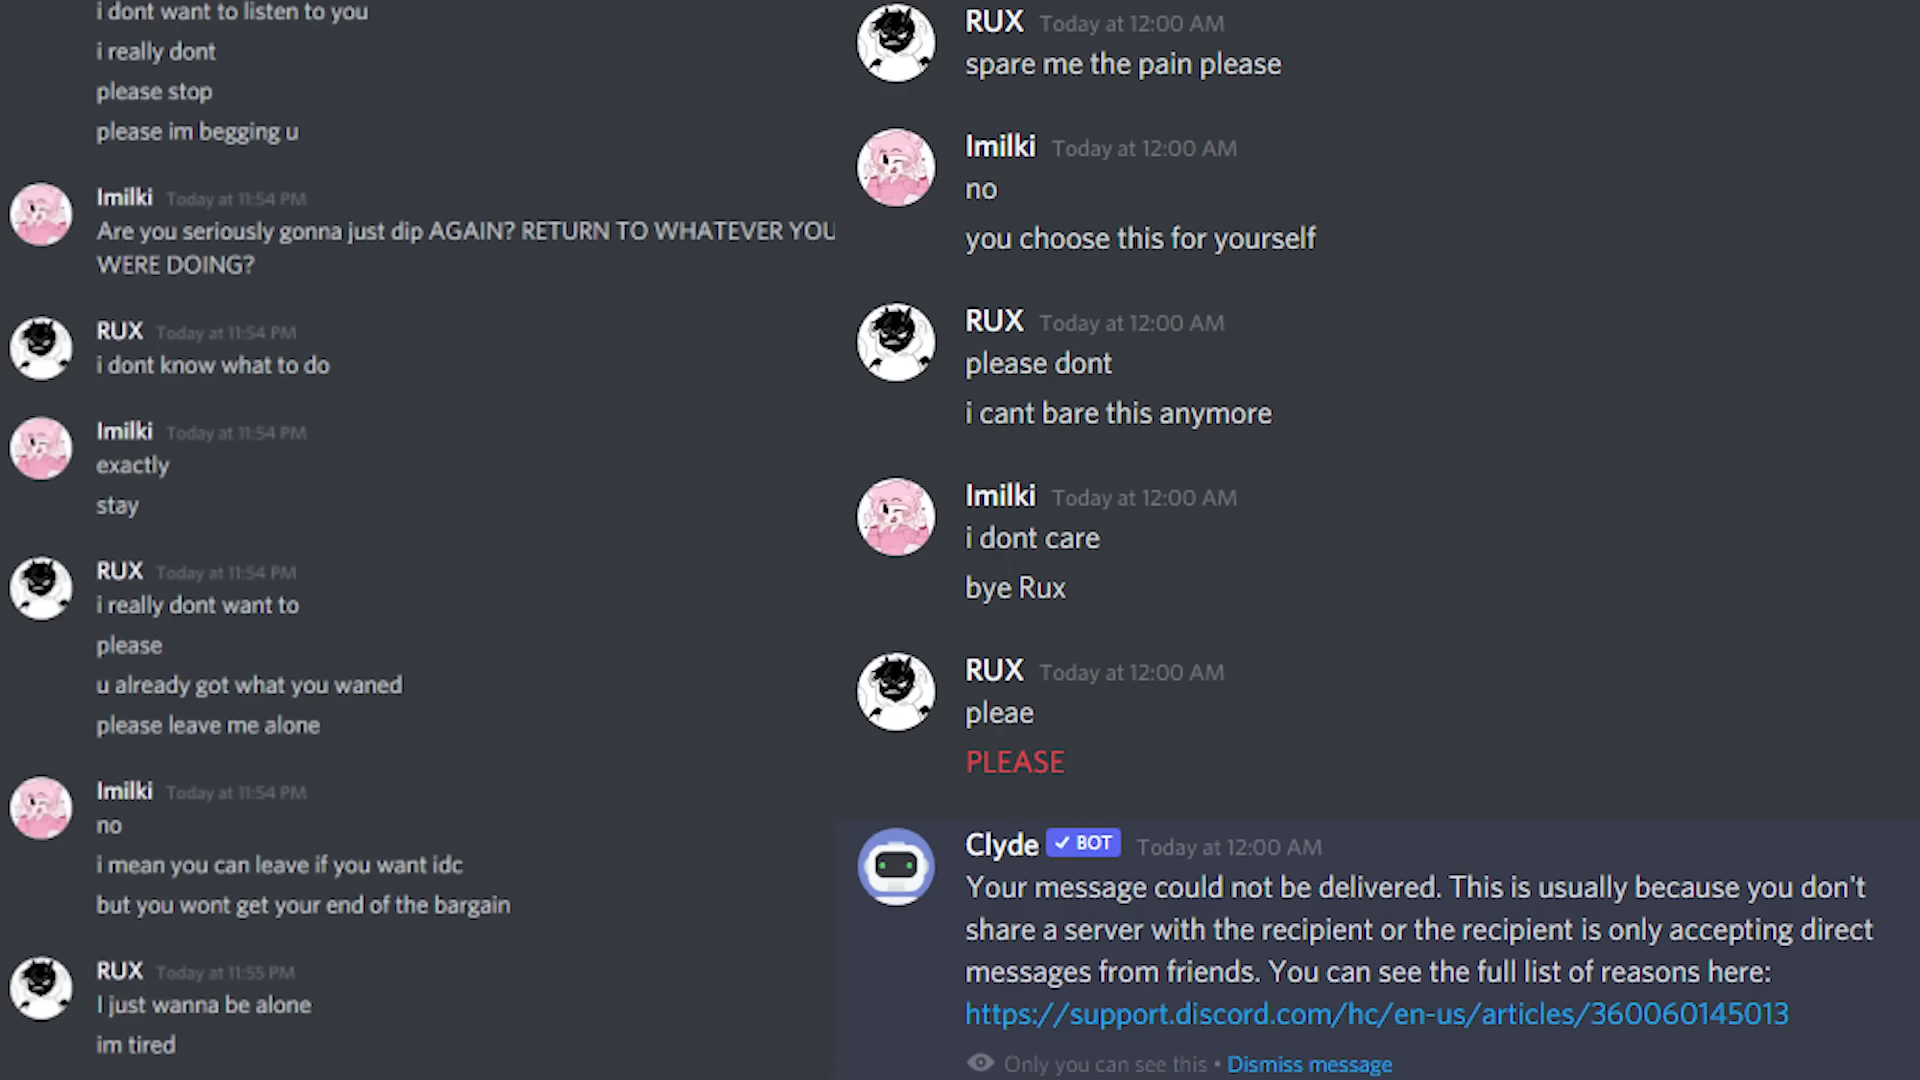 i dont want to listen to you
i really dont
please stop
please im begging u
lmilki Today at 11:54 PM
Are you seriously gonna just dip AGAIN? RETURN TO WHATEVER YOU
WERE DOING?
RUX Today at 11:54 PM
i dont know what to do
lmilki Today at 11:54 PM
exactly
stay
RUX Today at 11:54 PM
i really dont want to
please
u already got what you waned
please leave me alone
lmilki Today at 11:54 PM
no
i mean you can leave if you want idc
but you wont get your end of the bargain
RUX Today at 11:55 PM
I just wanna be alone
im tired
RUX Today at 12:00 AM
spare me the pain please
lmilki Today at 12:00 AM
no
you choose this for yourself
RUX Today at 12:00 AM
please dont
i cant bare this anymore
lmilki Today at 12:00 AM
i dont care
bye Rux
RUX Today at 12:00 AM
pleae
PLEASE
Clyde ✓ BOT Today at 12:00 AM
Your message could not be delivered. This is usually because you don't
share a server with the recipient or the recipient is only accepting direct
messages from friends. You can see the full list of reasons here:
https://support.discord.com/hc/en-us/articles/360060145013
Only you can see this • Dismiss message